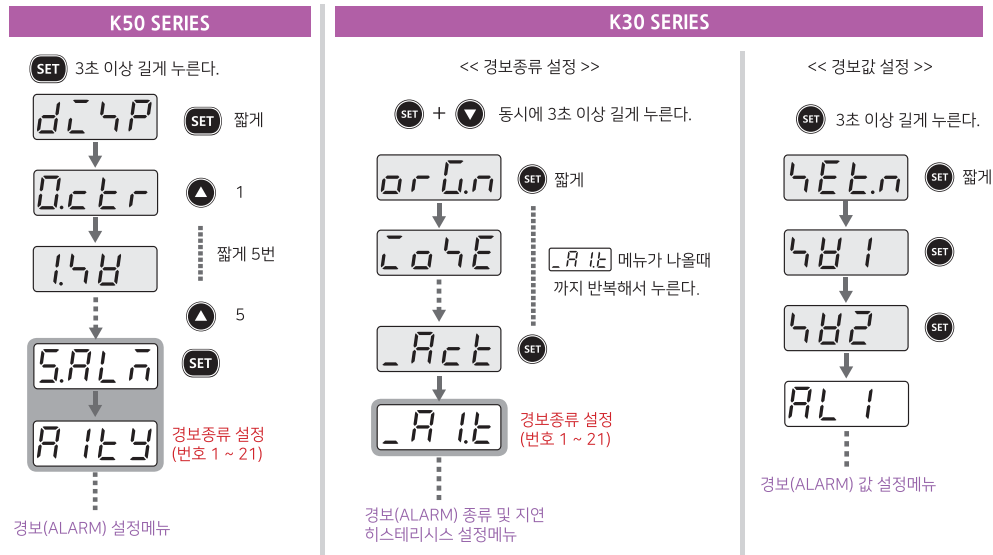 K50 SERIES
SET 3초 이상 길게 누른다.
di4P
SET 짧게
0.ctr
1
1.4V
짧게 5번
5
5.ALM
SET
A1tY
경보종류 설정
(번호 1 ~ 21)
경보(ALARM) 설정메뉴
K30 SERIES
<< 경보종류 설정 >>
SET + 동시에 3초 이상 길게 누른다.
orG.n
SET 짧게
io4E
_A1.t 메뉴가 나올때
까지 반복해서 누른다.
_Act
SET
_A1.t
경보종류 설정
(번호 1 ~ 21)
경보(ALARM) 종류 및 지연
히스테리시스 설정메뉴
<< 경보값 설정 >>
SET 3초 이상 길게 누른다.
4Et.n
SET 짧게
4V1
SET
4V2
SET
AL1
경보(ALARM) 값 설정메뉴